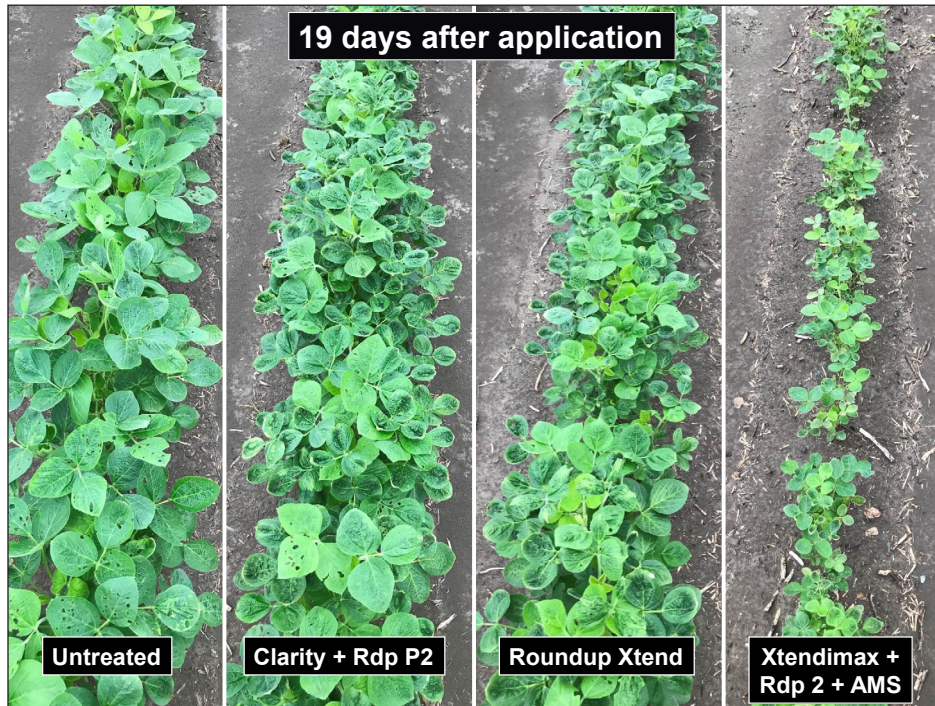 19 days after application
Untreated
Clarity + Rdp P2
Roundup Xtend
Xtendimax +
Rdp 2 + AMS